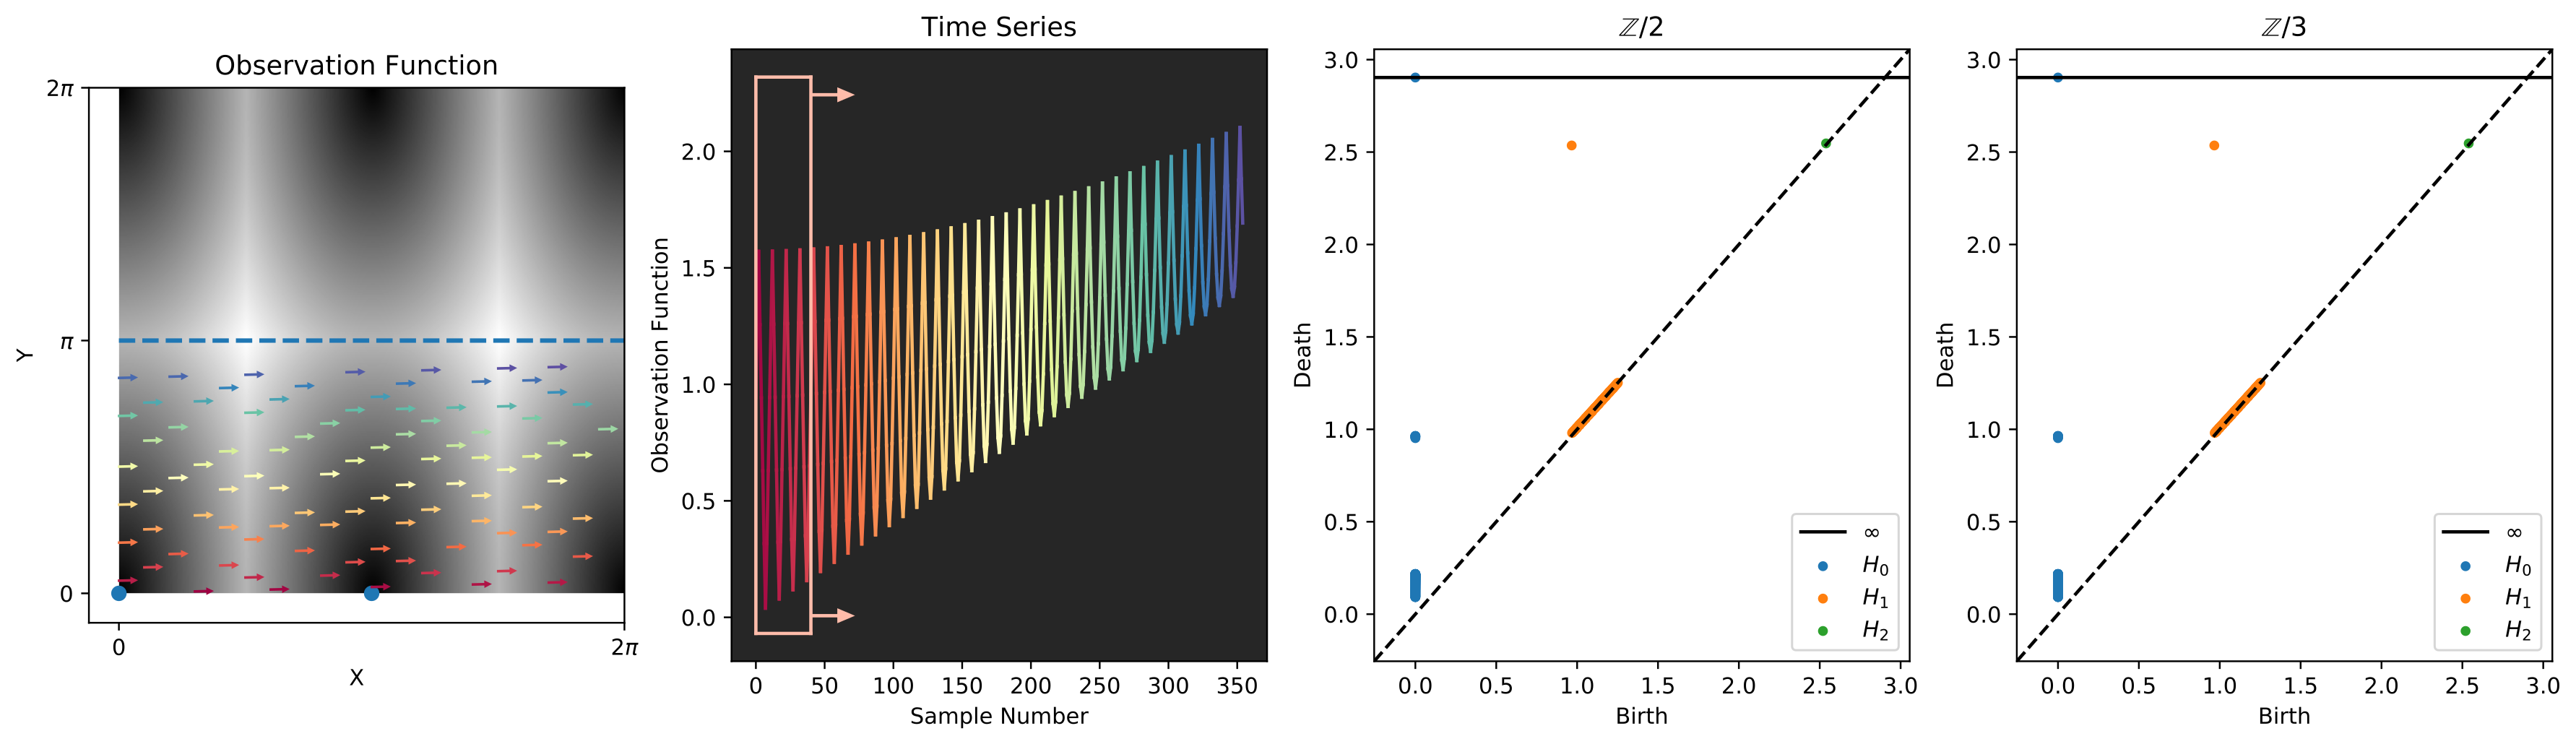 Observation Function
2π
π
0
Y
0
2π
X
Time Series
2.0
1.5
1.0
0.5
0.0
Observation Function
0
50
100
150
200
250
300
350
Sample Number
ℤ/2
3.0
2.5
2.0
1.5
1.0
0.5
0.0
Death
0.0
0.5
1.0
1.5
2.0
2.5
3.0
Birth
∞
H₀
H₁
H₂
ℤ/3
3.0
2.5
2.0
1.5
1.0
0.5
0.0
Death
0.0
0.5
1.0
1.5
2.0
2.5
3.0
Birth
∞
H₀
H₁
H₂